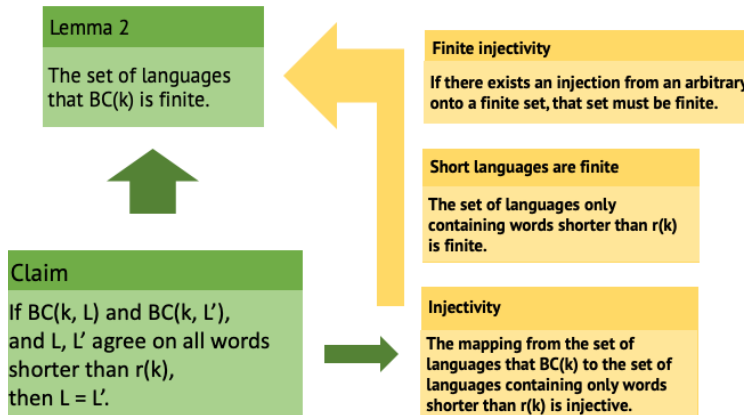 Lemma 2
The set of languages
that BC(k) is finite.
Claim
If BC(k, L) and BC(k, L’),
and L, L’ agree on all words
shorter than r(k),
then L = L’.
Finite injectivity
If there exists an injection from an arbitrary
onto a finite set, that set must be finite.
Short languages are finite
The set of languages only
containing words shorter than r(k)
is finite.
Injectivity
The mapping from the set of
languages that BC(k) to the set of
languages containing only words
shorter than r(k) is injective.